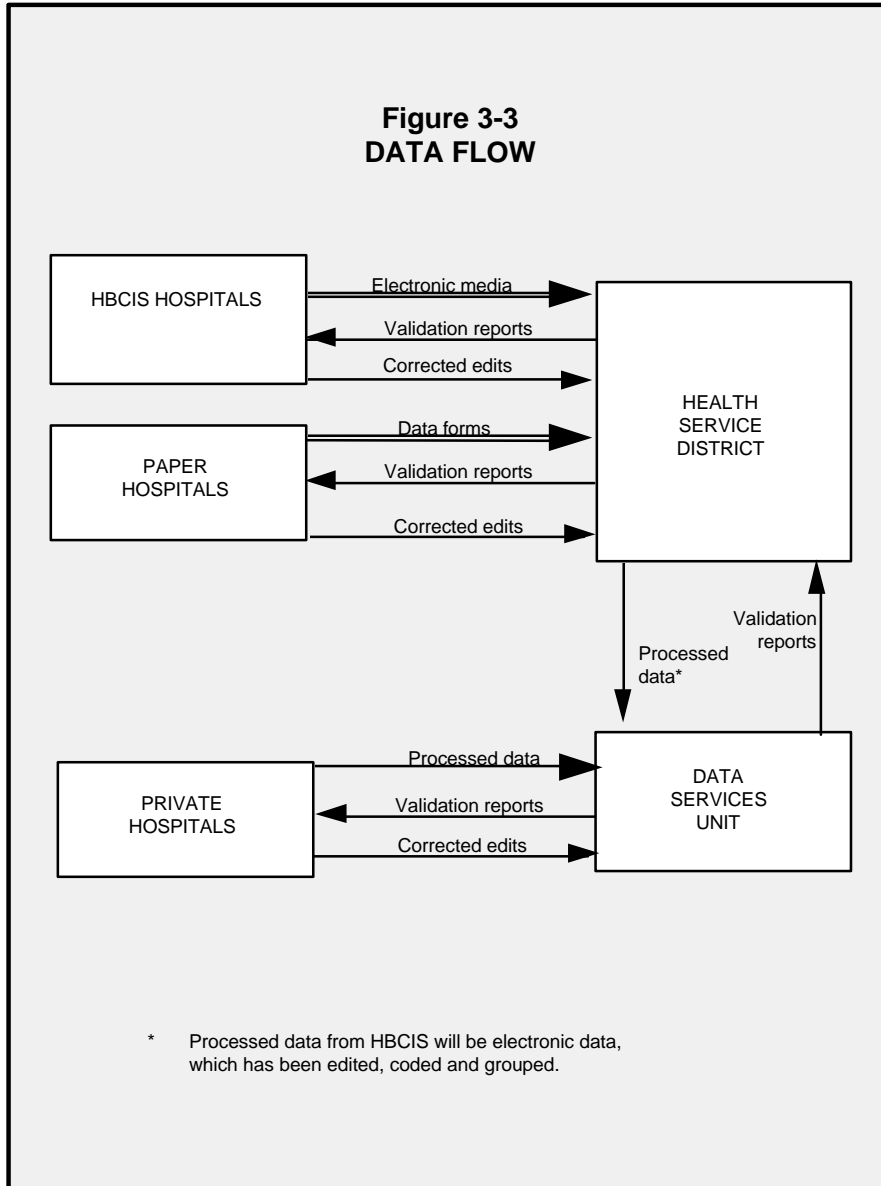 Figure 3-3
DATA FLOW
HBCIS HOSPITALS
Electronic media
Validation reports
Corrected edits
HEALTH
SERVICE
DISTRICT
PAPER
HOSPITALS
Data forms
Validation reports
Corrected edits
Processed
data*
Validation
reports
PRIVATE
HOSPITALS
Processed data
Validation reports
Corrected edits
DATA
SERVICES
UNIT
* Processed data from HBCIS will be electronic data,
which has been edited, coded and grouped.